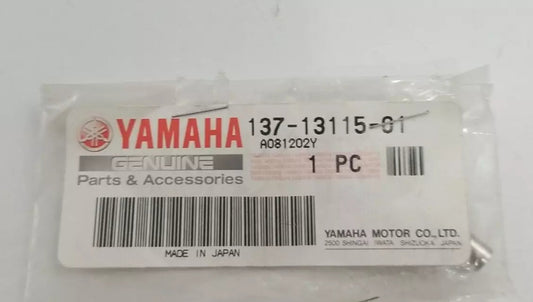 YAMAHA 137-13115-01
A081202Y
GENUINE
Parts & Accessories
1 PC
YAMAHA MOTOR CO., LTD.
2500 SHINGAI IWATA SHIZUOKA JAPAN
MADE IN JAPAN